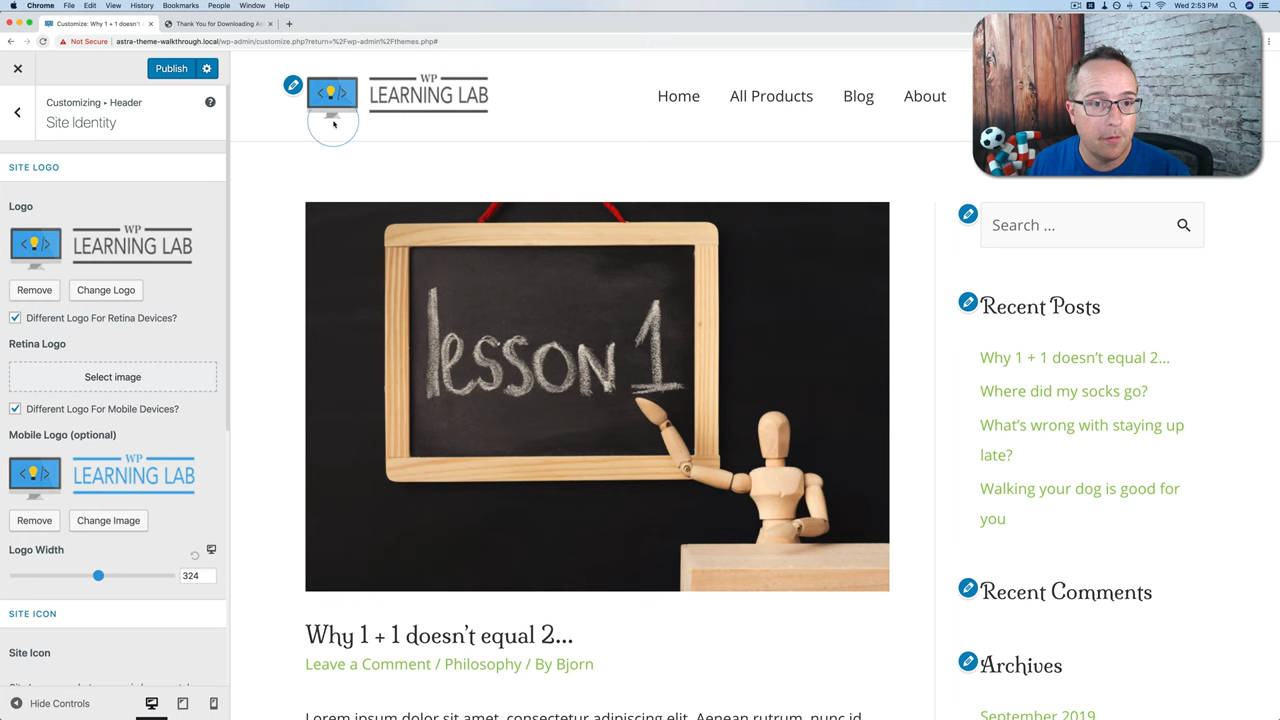 Chrome File Edit View History Bookmarks People Window Help
Wed 2:53 PM
Customize: Why 1 + 1 doesn't
Thank You for Downloading
Not Secure astra-theme-walkthrough.local/wp-admin/customize.php?return=%2Fwp-admin%2Fthemes.php#
Publish
Customizing ▸ Header
Site Identity
SITE LOGO
Logo
WP
LEARNING LAB
Remove
Change Logo
Different Logo For Retina Devices?
Retina Logo
Select image
Different Logo For Mobile Devices?
Mobile Logo (optional)
WP
LEARNING LAB
Remove
Change Image
Logo Width
324
SITE ICON
Site Icon
Hide Controls
WP
LEARNING LAB
Home
All Products
Blog
About
lesson 1
Why 1 + 1 doesn't equal 2...
Leave a Comment / Philosophy / By Bjorn
Lorem ipsum dolor sit amet, consectetur adipiscing elit. Aenean rutrum, nunc id
Search ...
Recent Posts
Why 1 + 1 doesn't equal 2...
Where did my socks go?
What's wrong with staying up
late?
Walking your dog is good for
you
Recent Comments
Archives
September 2019